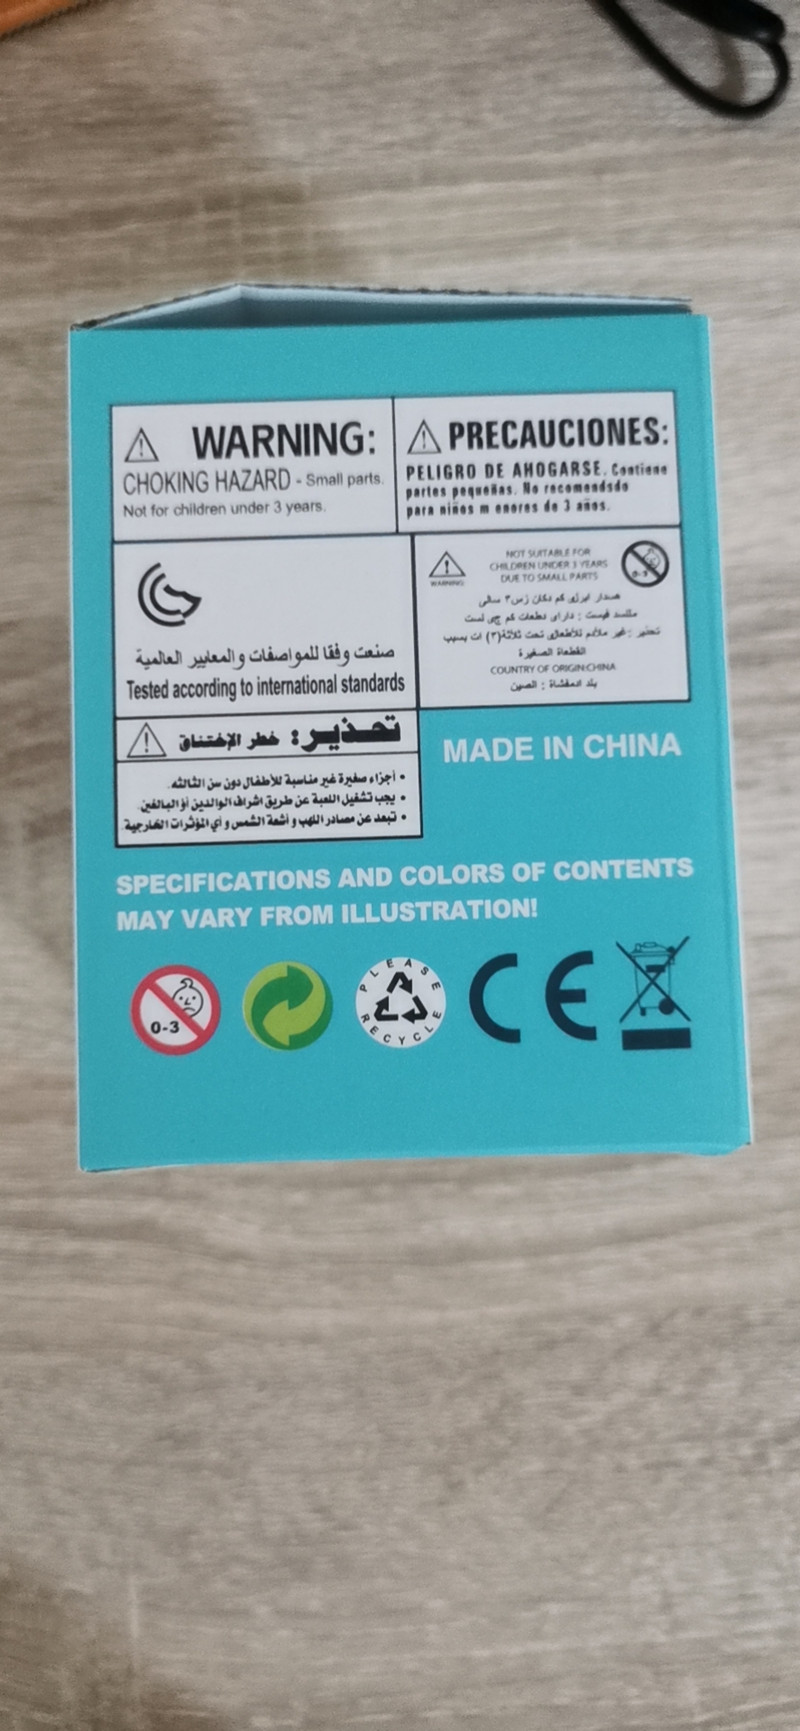 WARNING:
CHOKING HAZARD - Small parts.
Not for children under 3 years.
PRECAUCIONES:
PELIGRO DE AHOGARSE. Contiene
partes pequeñas. No recomendsdo
para niños m enores de 3 años.
صنعت وفقا للمواصفات والمعايير العالمية
Tested according to international standards
WARNING
NOT SUITABLE FOR
CHILDREN UNDER 3 YEARS
DUE TO SMALL PARTS
0-3
COUNTRY OF ORIGIN:CHINA
تحذير: خطر الإختناق
• أجزاء صغيرة غير مناسبة للأطفال دون سن الثالثه.
• يجب تشغيل اللعبة عن طريق اشراف الوالدين أو البالغين.
• تبعد عن مصادر اللهب و أشعة الشمس و أي المؤثرات الخارجية.
MADE IN CHINA
SPECIFICATIONS AND COLORS OF CONTENTS
MAY VARY FROM ILLUSTRATION!
0-3
PLEASE
RECYCLE
CE